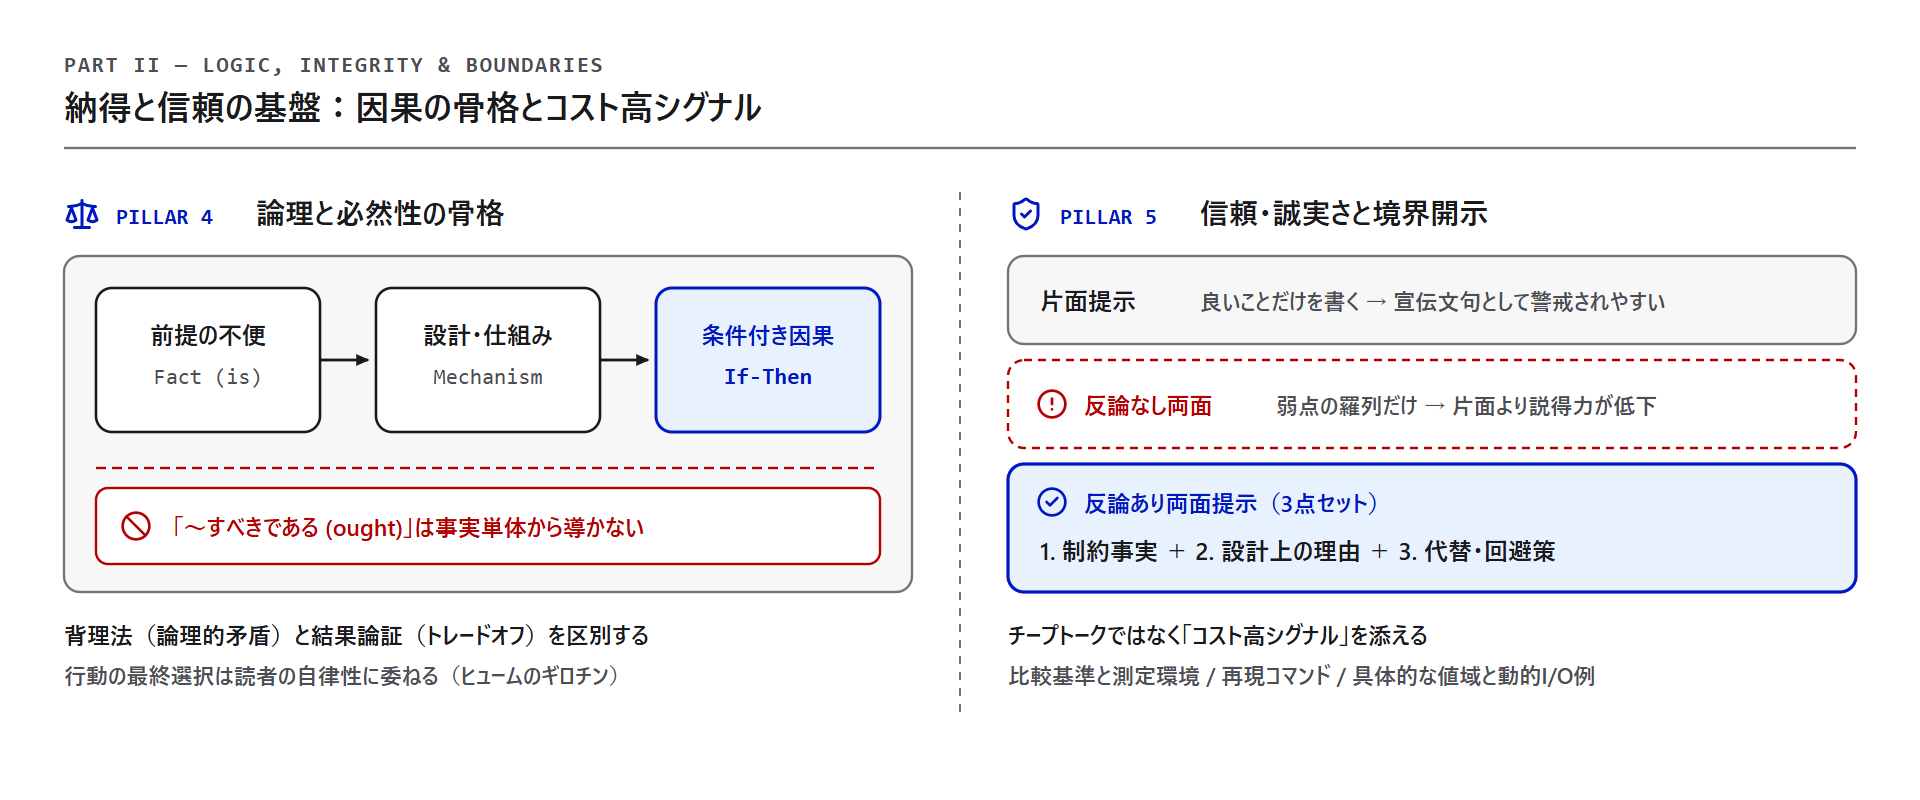 PART II — LOGIC, INTEGRITY & BOUNDARIES
納得と信頼の基盤：因果の骨格とコスト高シグナル
PILLAR 4 論理と必然性の骨格
前提の不便
Fact (is)
設計・仕組み
Mechanism
条件付き因果
If-Then
「〜すべきである (ought)」は事実単体から導かない
背理法（論理的矛盾）と結果論証（トレードオフ）を区別する
行動の最終選択は読者の自律性に委ねる（ヒュームのギロチン）
PILLAR 5 信頼・誠実さと境界開示
片面提示 良いことだけを書く → 宣伝文句として警戒されやすい
反論なし両面 弱点の羅列だけ → 片面より説得力が低下
反論あり両面提示（3点セット）
1. 制約事実 ＋ 2. 設計上の理由 ＋ 3. 代替・回避策
チープトークではなく「コスト高シグナル」を添える
比較基準と測定環境 / 再現コマンド / 具体的な値域と動的I/O例